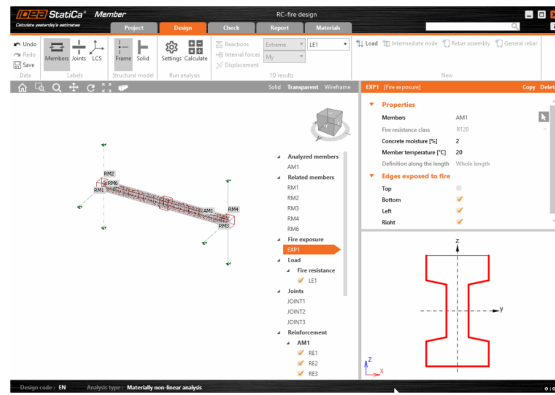 IDEA StatiCa® Member
RC-fire design
Calculate yesterday's estimates
Project Design Check Report Materials
Undo
Redo
Save
Members Joints LCS
Frame Solid
Settings Calculate
Reactions
Internal forces
Displacement
Extreme LE1
My
Load Intermediate node Rebar assembly General rebar
Data Labels Structural model Run analysis 1D results New
Solid Transparent Wireframe
EXP1 [Fire exposure] Copy Delete
Properties
Members AM1
Fire resistance class R120
Concrete moisture [%] 2
Member temperature [°C] 20
Definition along the length Whole length
Edges exposed to fire
Top
Bottom
Left
Right
Analyzed members
AM1
Related members
RM1
RM2
RM3
RM4
RM6
Fire exposure
EXP1
Load
Fire resistance
LE1
Joints
JOINT1
JOINT2
JOINT3
Reinforcement
AM1
RE1
RE2
RE3
RM2
RM6
RM1
AM1
RM4
RM3
z
y
Z
X
Design code : EN Analysis type : Materially non-linear analysis